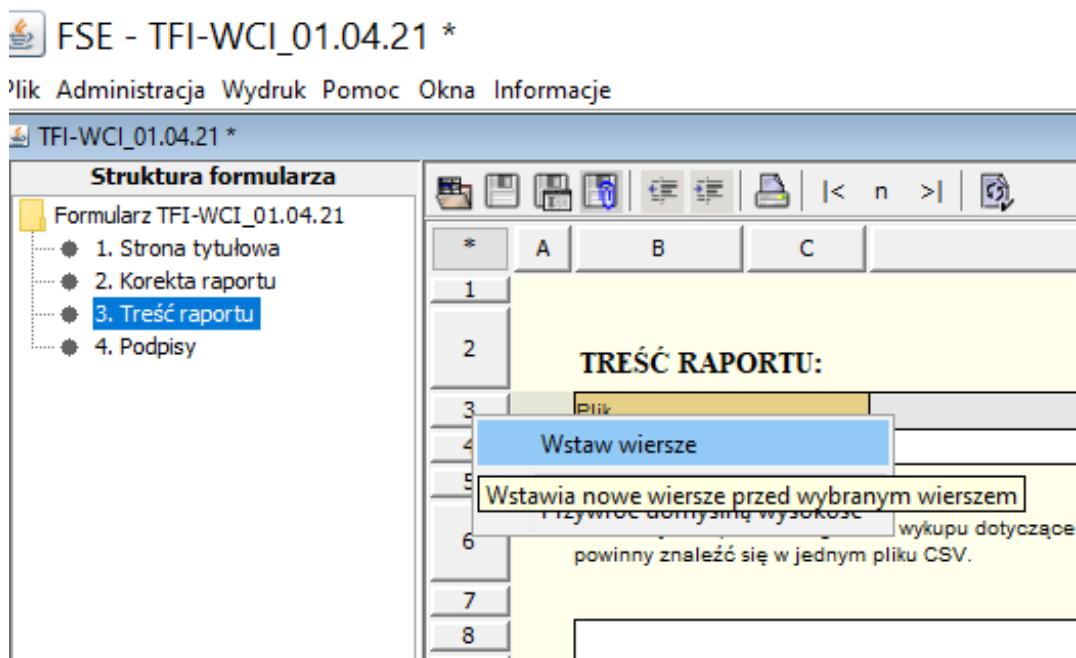 FSE - TFI-WCI_01.04.21 *
Plik Administracja Wydruk Pomoc Okna Informacje
TFI-WCI_01.04.21 *
Struktura formularza
Formularz TFI-WCI_01.04.21
1. Strona tytułowa
2. Korekta raportu
3. Treść raportu
4. Podpisy
|< n >|
* A B C
1
2
TREŚĆ RAPORTU:
3
Plik
4
Wstaw wiersze
5
Wstawia nowe wiersze przed wybranym wierszem
Przywróć domyślną wysokość
6
wykupu dotyczące
powinny znaleźć się w jednym pliku CSV.
7
8